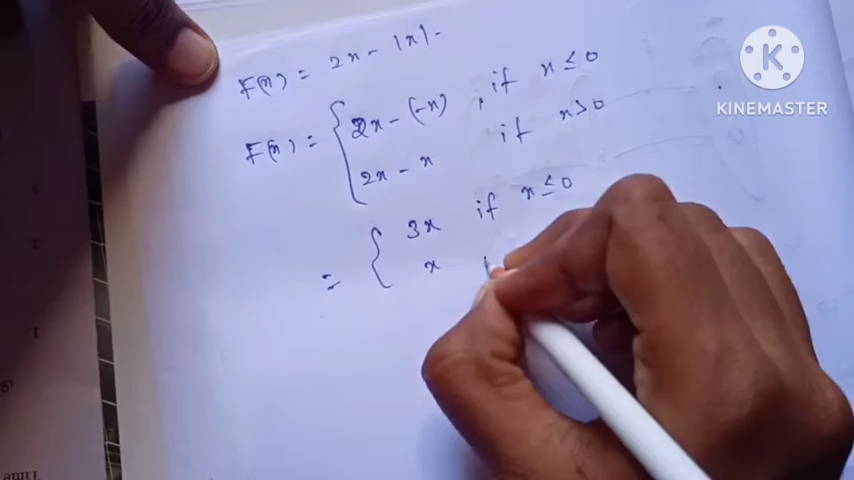 F(x) = 2x - |x| -
F(x) = { 2x - (-x) , if x ≤ 0
2x - x if x > 0
= { 3x if x ≤ 0
x
K
KINEMASTER